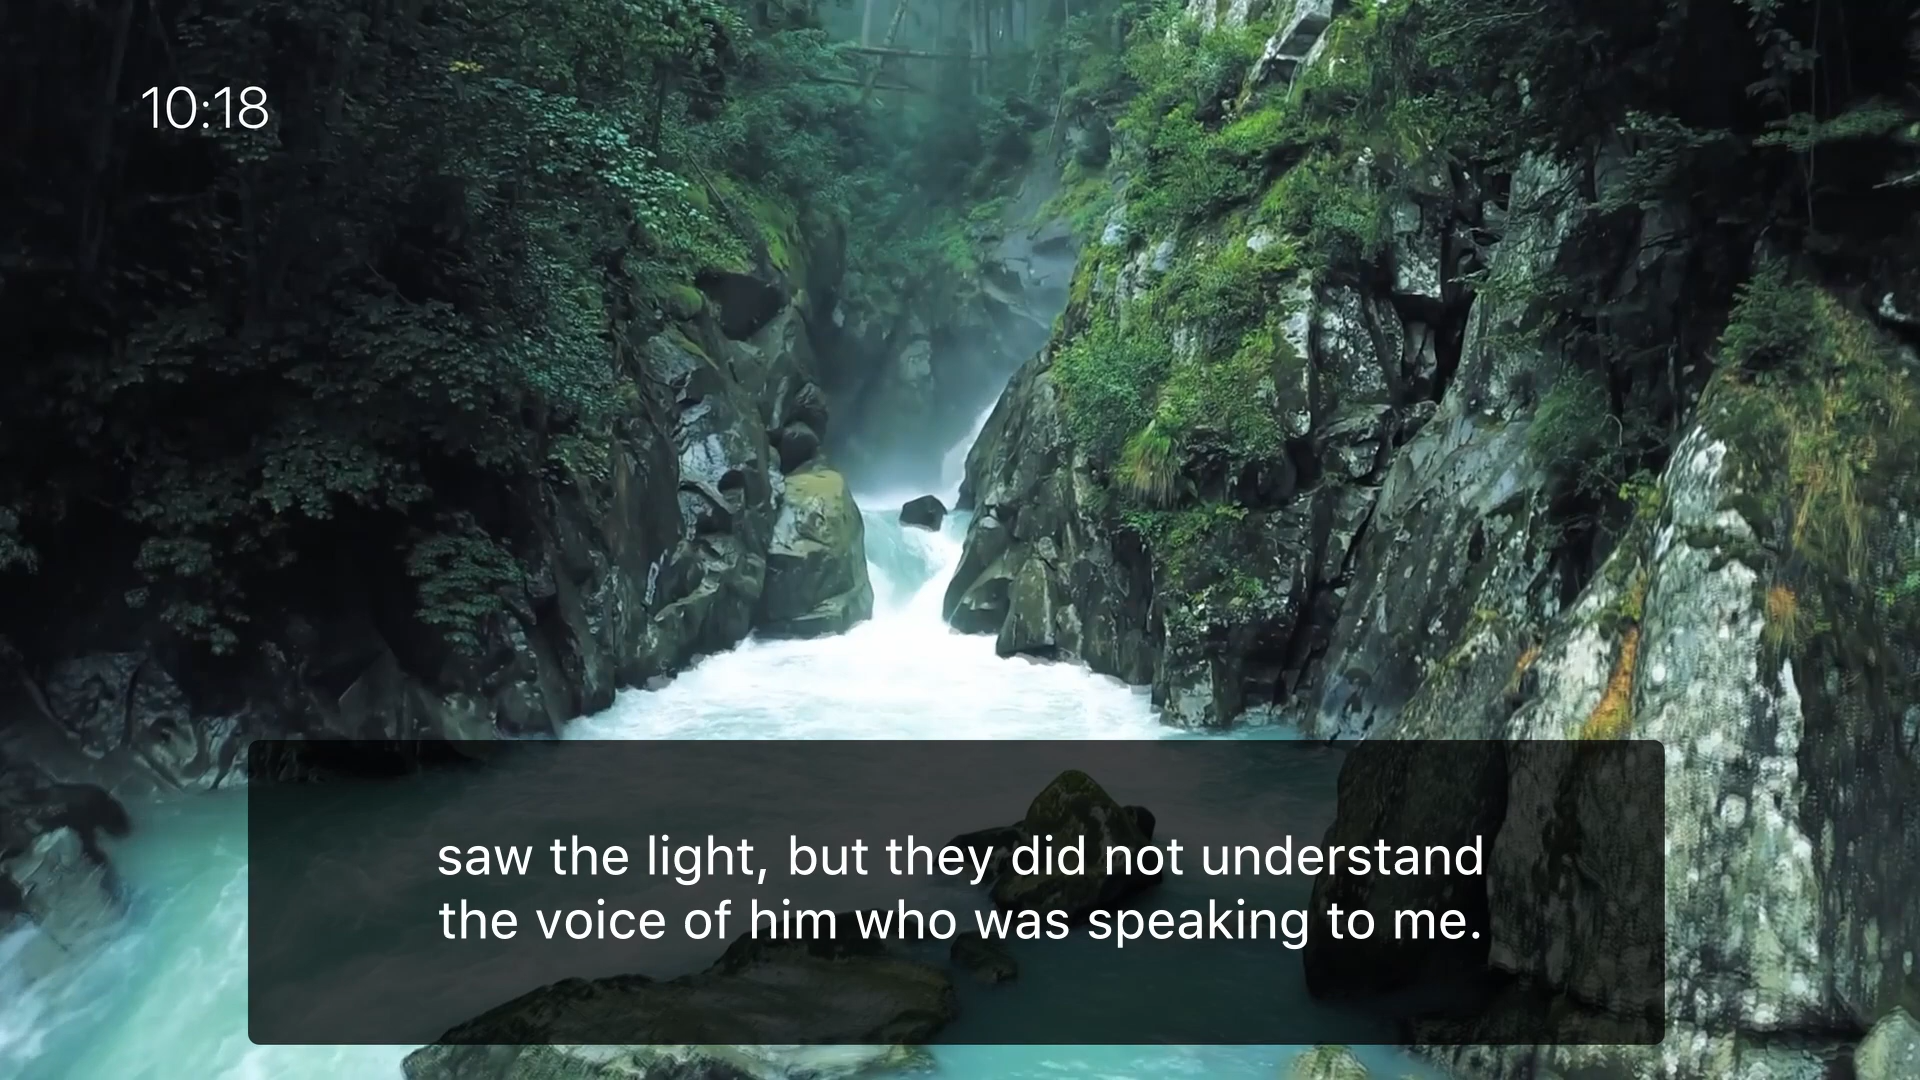 10:18
saw the light, but they did not understand
the voice of him who was speaking to me.